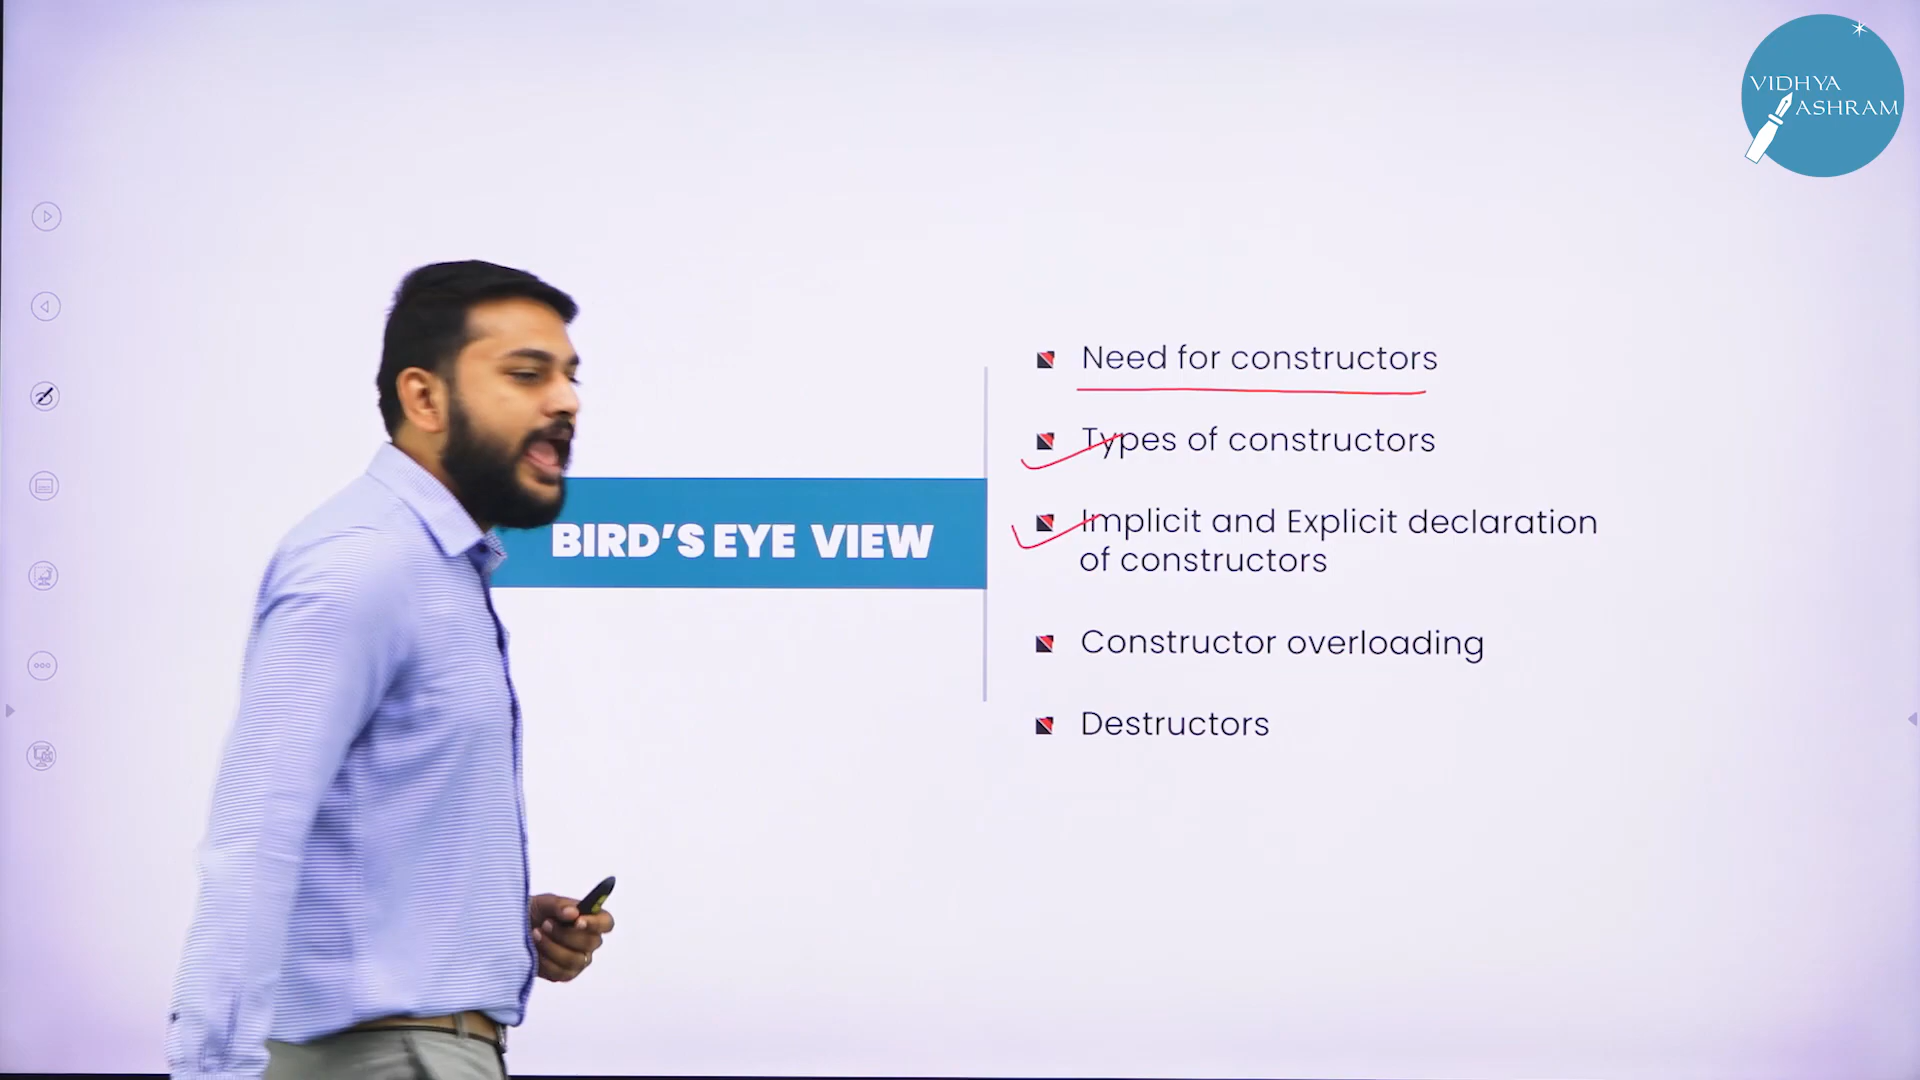 VIDHYA
ASHRAM
Need for constructors
Types of constructors
BIRD'S EYE VIEW
Implicit and Explicit declaration
of constructors
Constructor overloading
Destructors